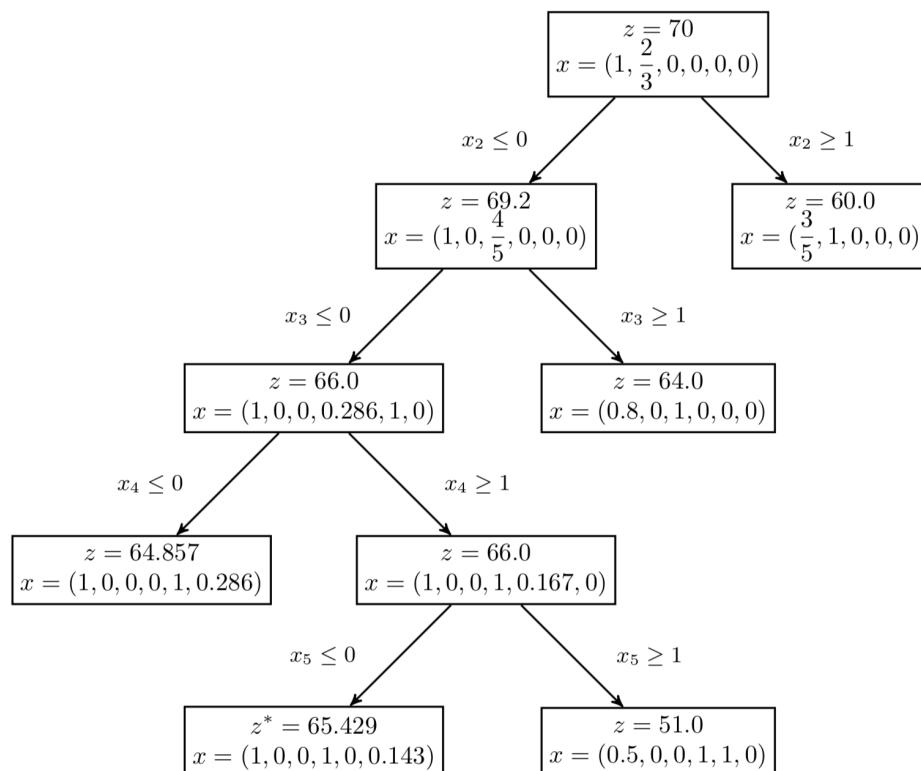 z = 70
x = (1, 2/3, 0, 0, 0, 0)
x₂ ≤ 0
x₂ ≥ 1
z = 69.2
x = (1, 0, 4/5, 0, 0, 0)
z = 60.0
x = (3/5, 1, 0, 0, 0)
x₃ ≤ 0
x₃ ≥ 1
z = 66.0
x = (1, 0, 0, 0.286, 1, 0)
z = 64.0
x = (0.8, 0, 1, 0, 0, 0)
x₄ ≤ 0
x₄ ≥ 1
z = 64.857
x = (1, 0, 0, 0, 1, 0.286)
z = 66.0
x = (1, 0, 0, 1, 0.167, 0)
x₅ ≤ 0
x₅ ≥ 1
z* = 65.429
x = (1, 0, 0, 1, 0, 0.143)
z = 51.0
x = (0.5, 0, 0, 1, 1, 0)